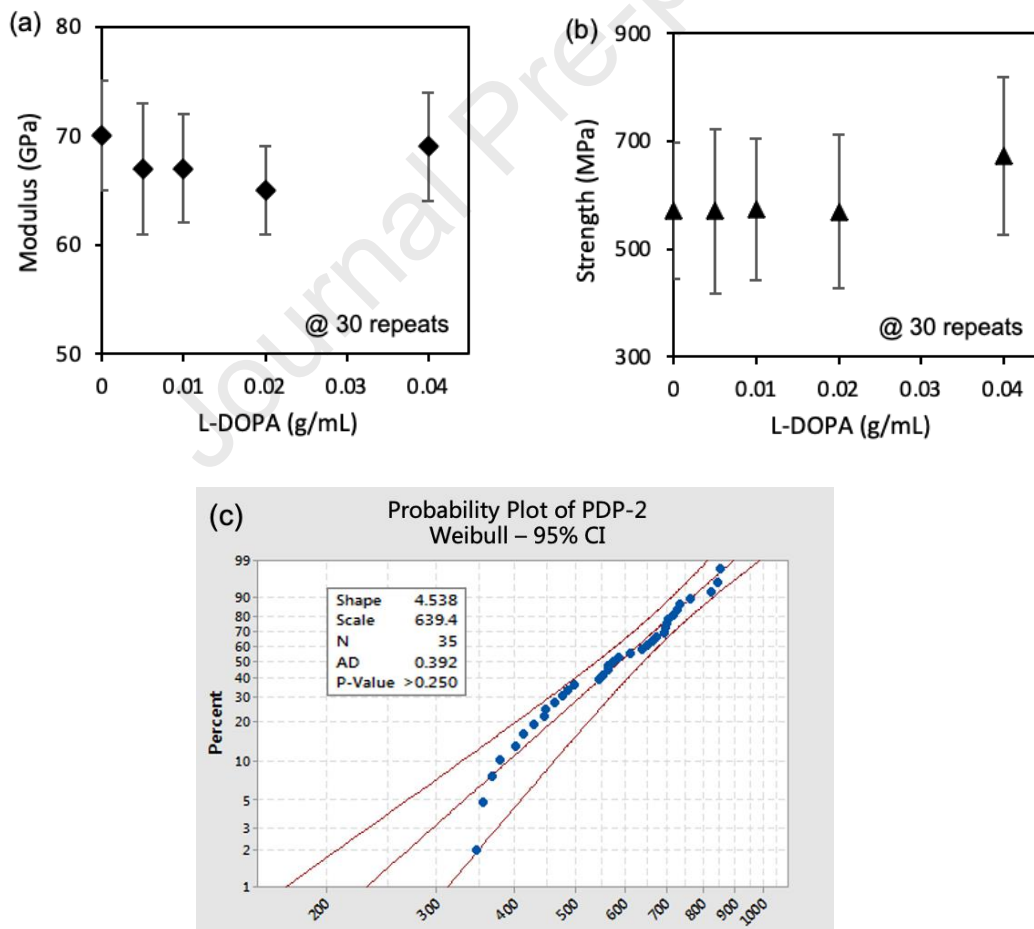 (a)
80
70
60
50
Modulus (GPa)
0 0.01 0.02 0.03 0.04
L-DOPA (g/mL)
@ 30 repeats
(b)
900
700
500
300
Strength (MPa)
0 0.01 0.02 0.03 0.04
L-DOPA (g/mL)
@ 30 repeats
Journal Pre-p
(c)
Probability Plot of PDP-2
Weibull – 95% CI
Shape 4.538
Scale 639.4
N 35
AD 0.392
P-Value >0.250
Percent
99
90
80
70
60
50
40
30
20
10
5
3
2
1
200 300 400 500 600 700 800 900 1000